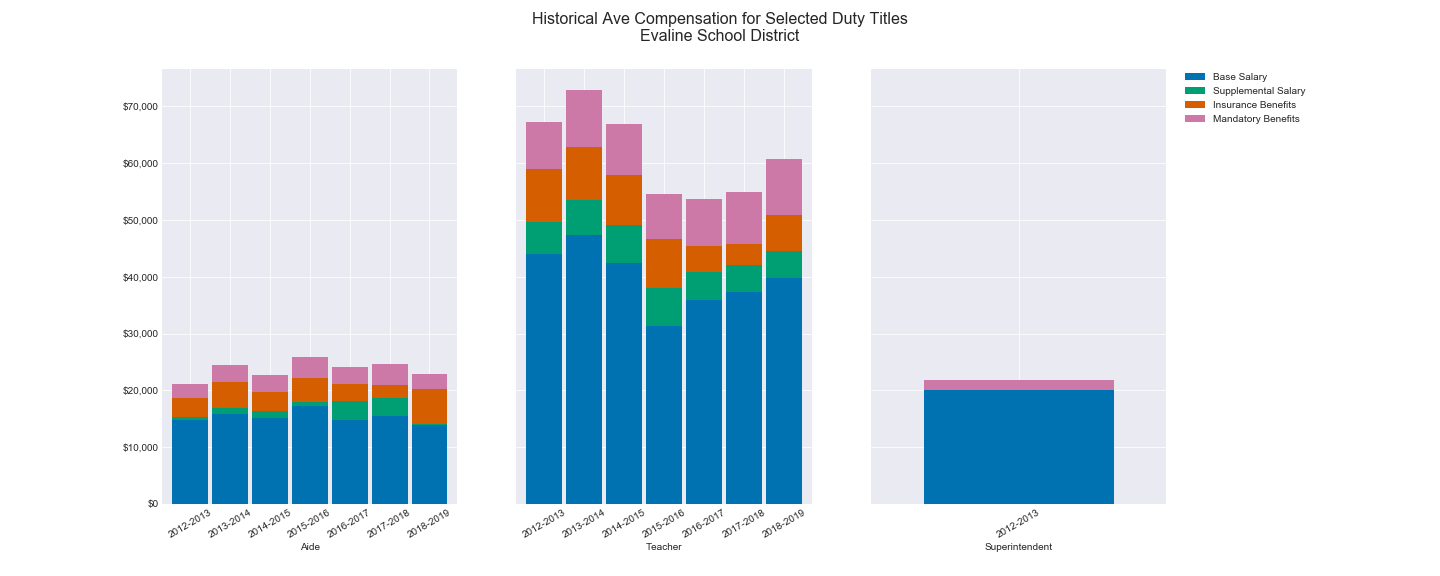 Historical Ave Compensation for Selected Duty Titles
Evaline School District
Base Salary
Supplemental Salary
Insurance Benefits
Mandatory Benefits
$70,000
$60,000
$50,000
$40,000
$30,000
$20,000
$10,000
$0
2012-2013
2013-2014
2014-2015
2015-2016
2016-2017
2017-2018
2018-2019
Aide
2012-2013
2013-2014
2014-2015
2015-2016
2016-2017
2017-2018
2018-2019
Teacher
2012-2013
Superintendent